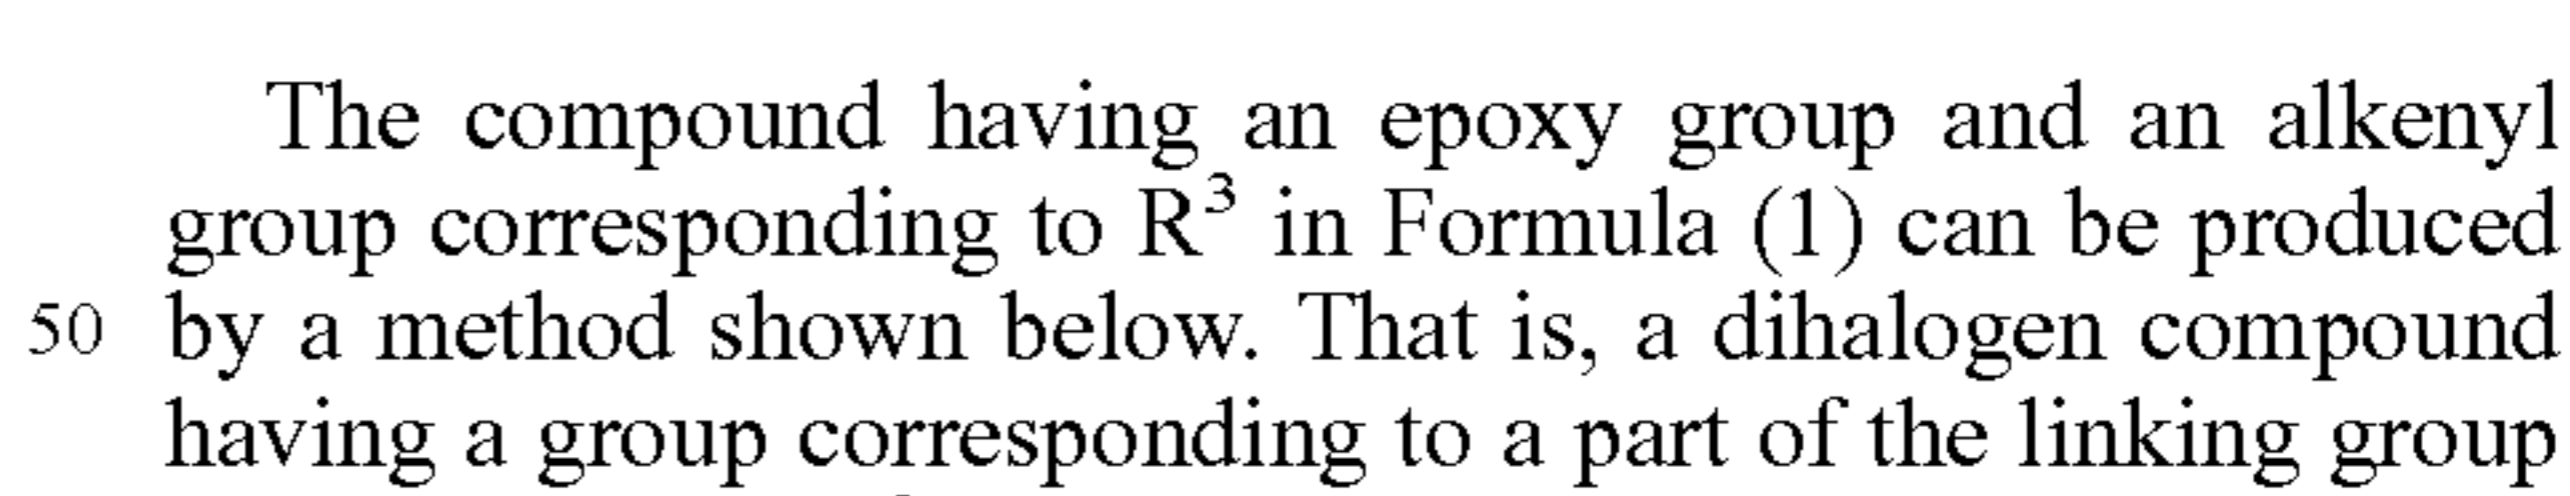 The compound having an epoxy group and an alkenyl
group corresponding to R³ in Formula (1) can be produced
50 by a method shown below. That is, a dihalogen compound
having a group corresponding to a part of the linking group